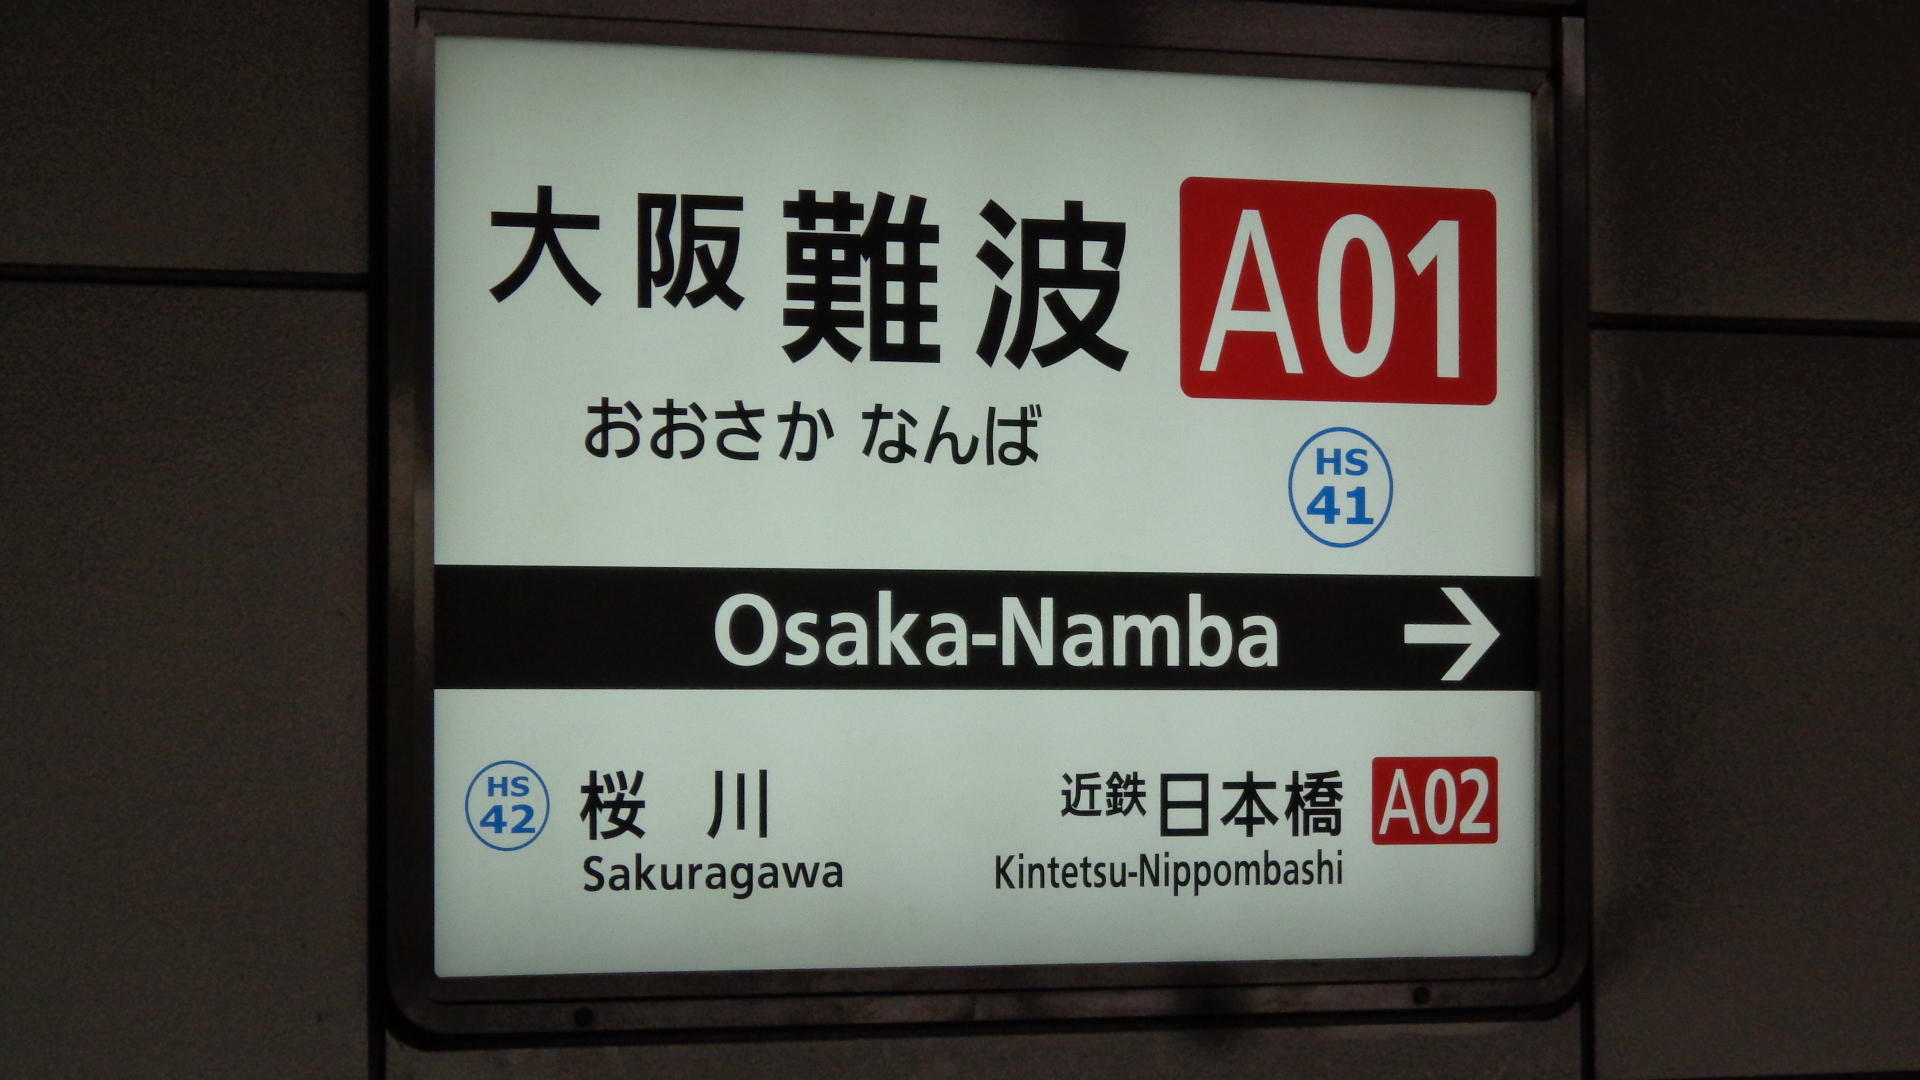 大阪難波 A01
おおさか なんば
HS
41
Osaka-Namba →
HS
42
桜川
Sakuragawa
近鉄日本橋 A02
Kintetsu-Nippombashi